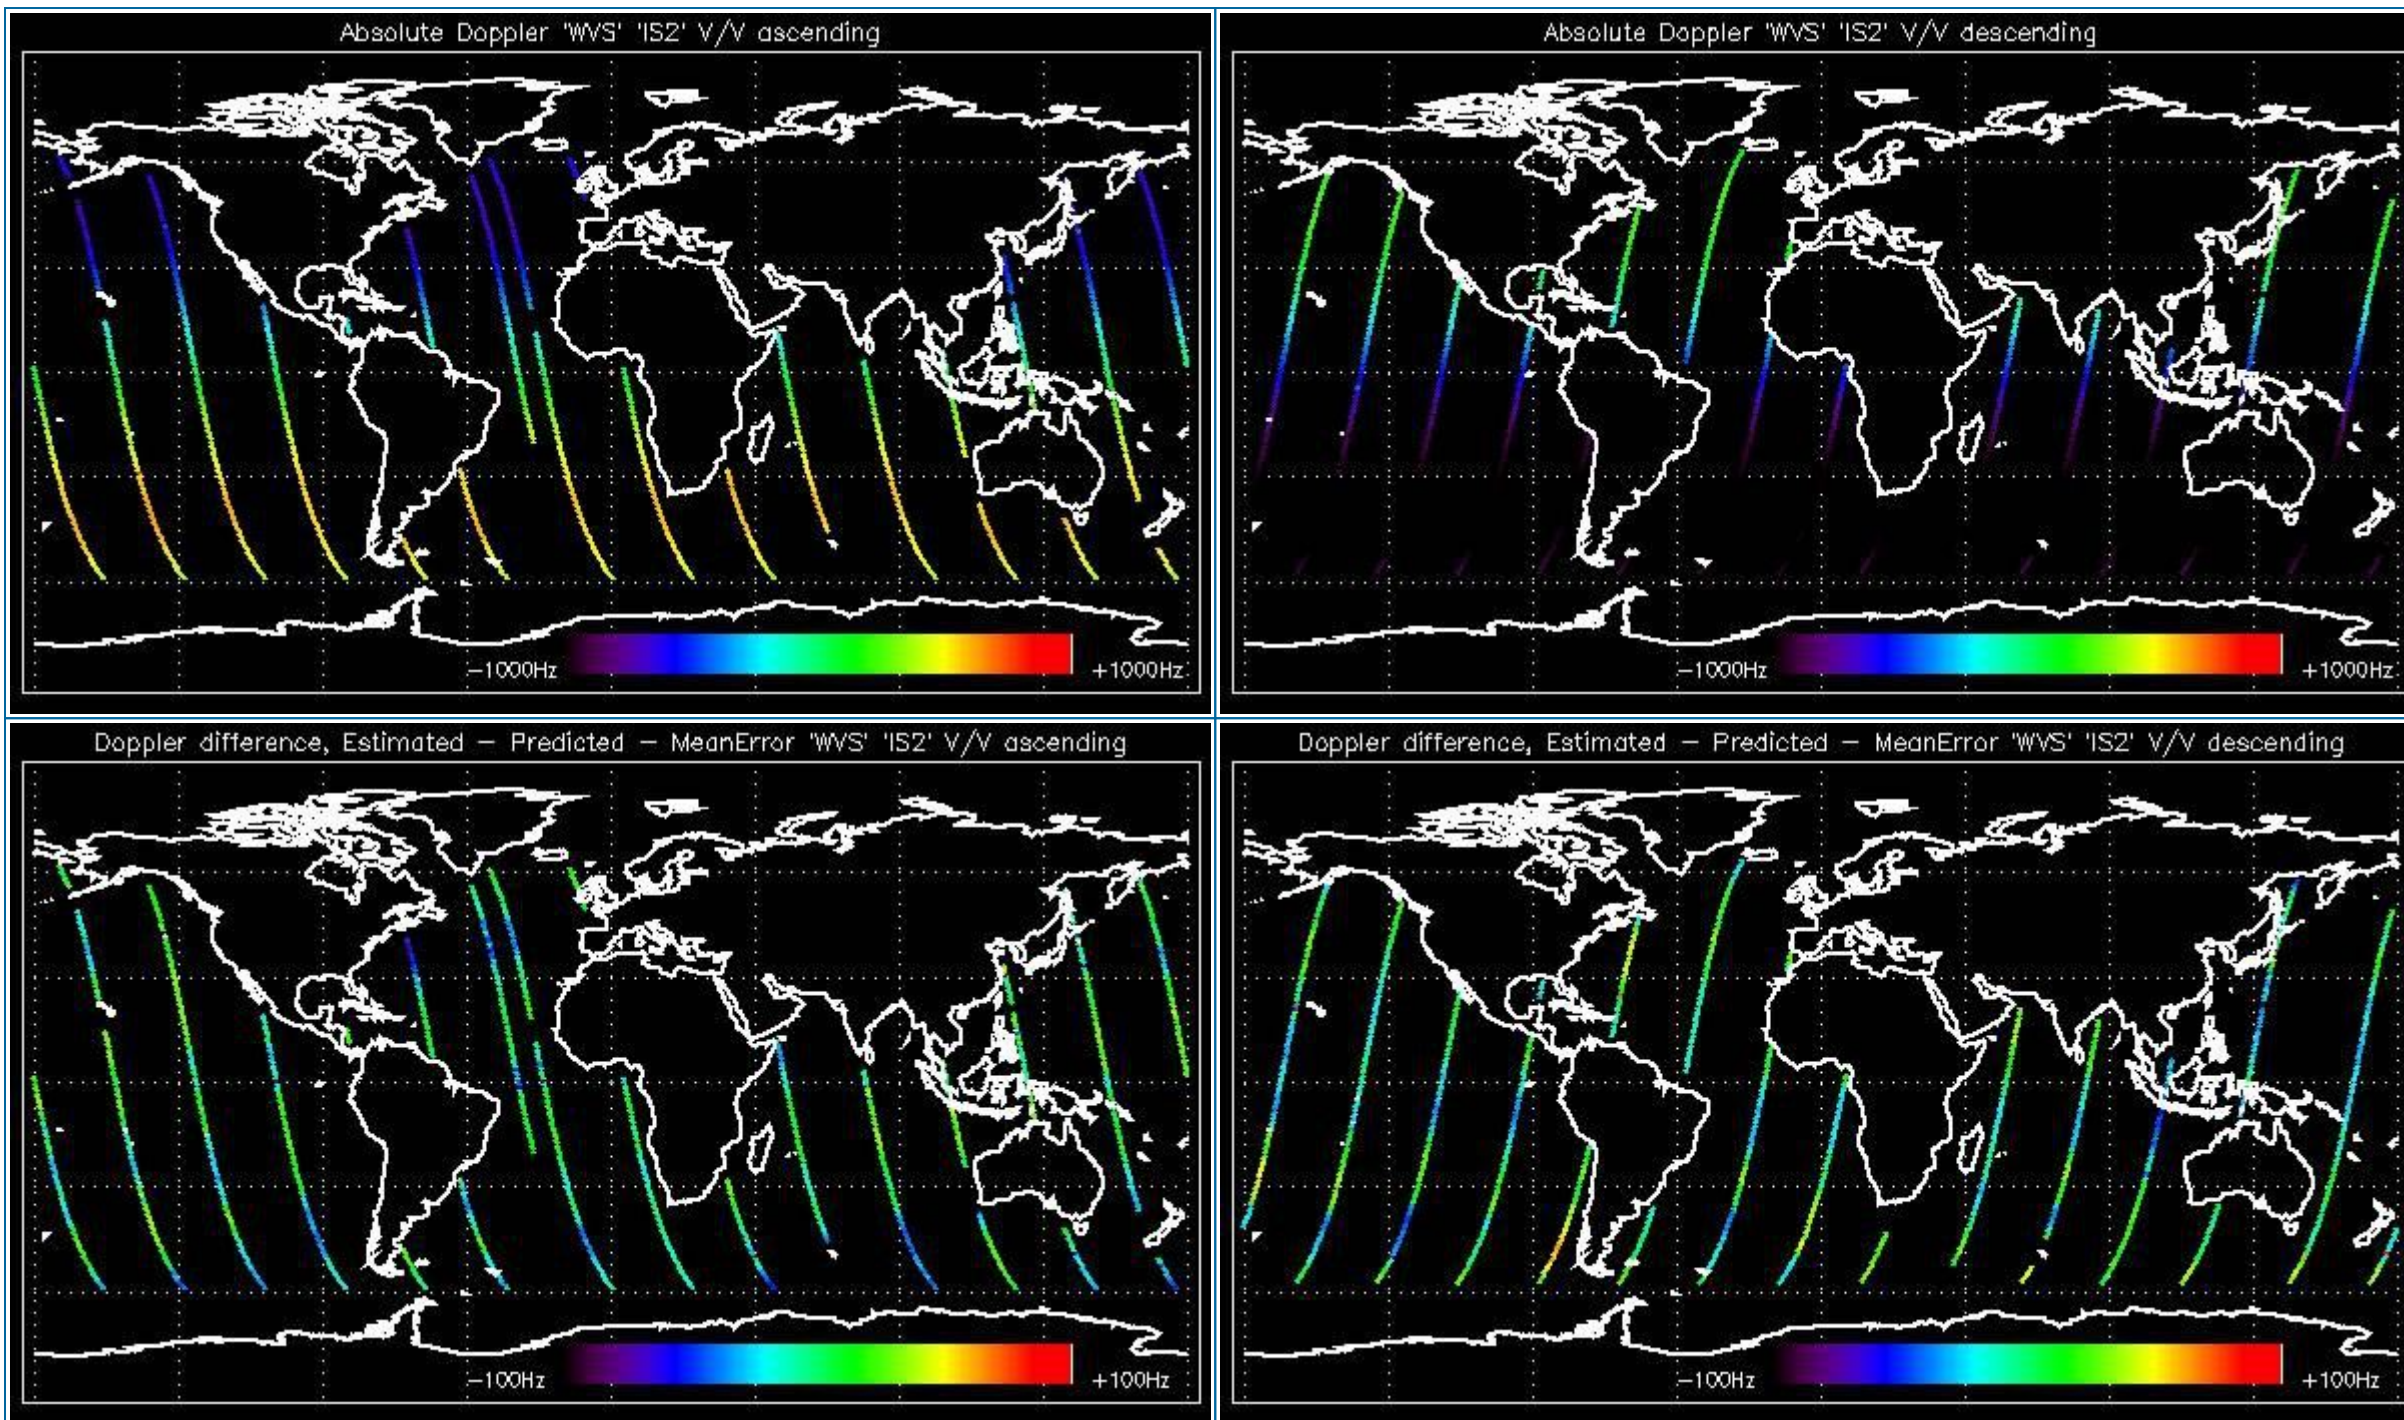 Absolute Doppler 'WVS' 'IS2' V/V ascending
-1000Hz
+1000Hz
Absolute Doppler 'WVS' 'IS2' V/V descending
-1000Hz
+1000Hz
Doppler difference, Estimated - Predicted - MeanError 'WVS' 'IS2' V/V ascending
-100Hz
+100Hz
Doppler difference, Estimated - Predicted - MeanError 'WVS' 'IS2' V/V descending
-100Hz
+100Hz